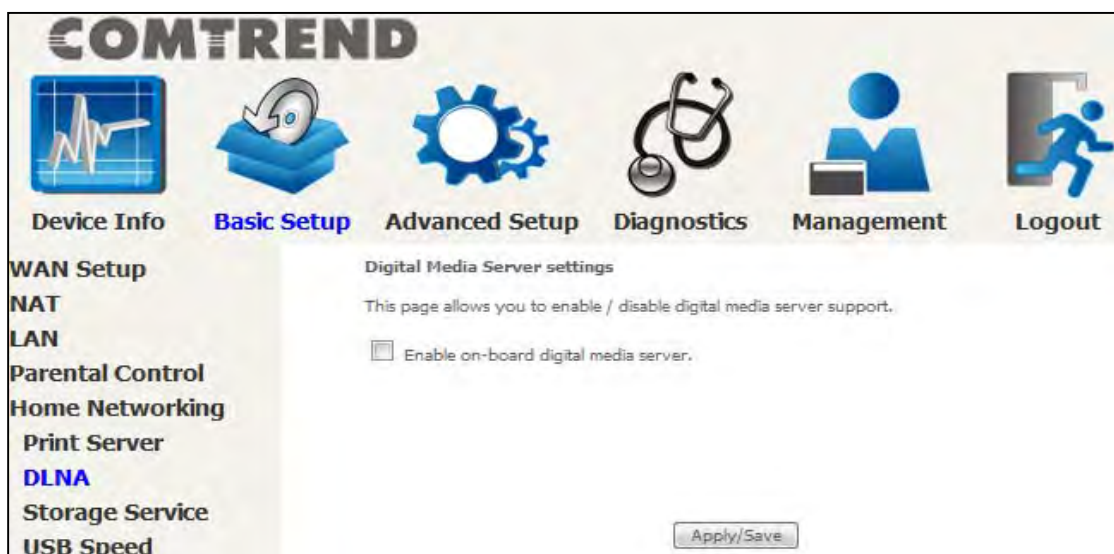 COMTREND
Device Info Basic Setup Advanced Setup Diagnostics Management Logout
WAN Setup
NAT
LAN
Parental Control
Home Networking
Print Server
DLNA
Storage Service
USB Speed
Digital Media Server settings
This page allows you to enable / disable digital media server support.
Enable on-board digital media server.
Apply/Save